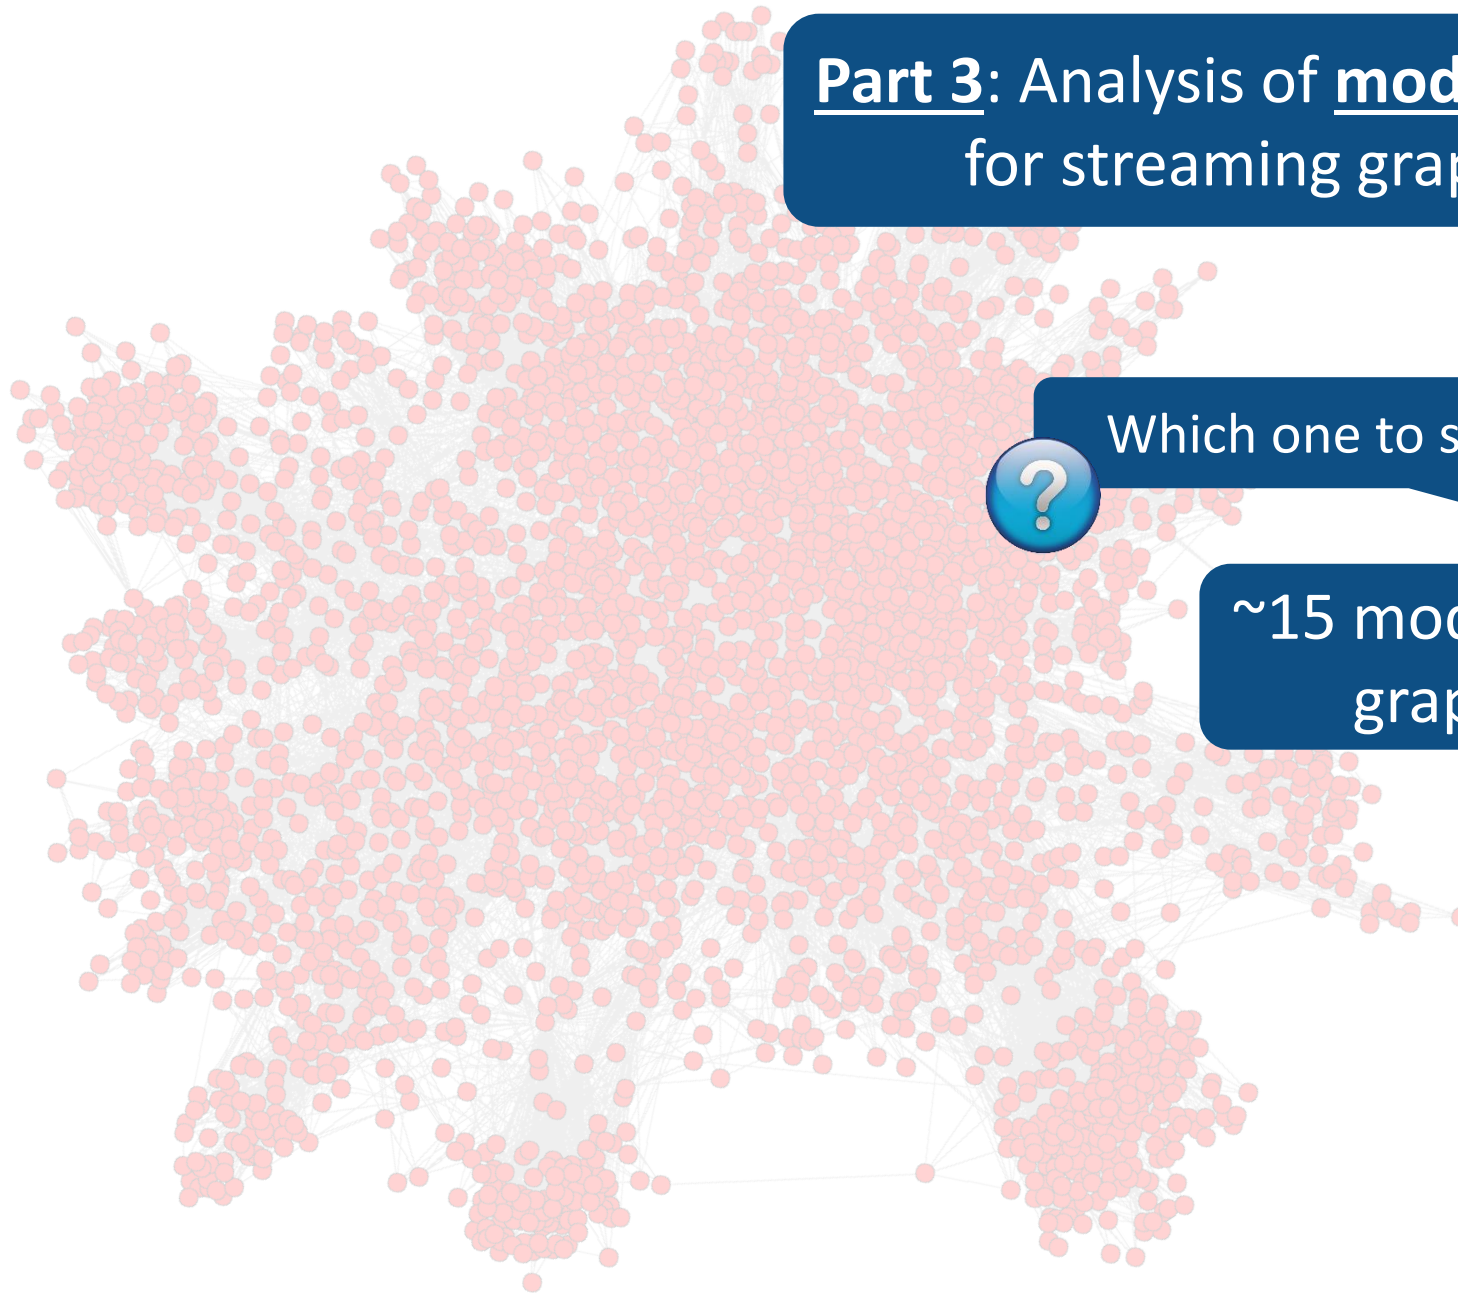 Part 3: Analysis of
for streaming
Which one to
?
~15